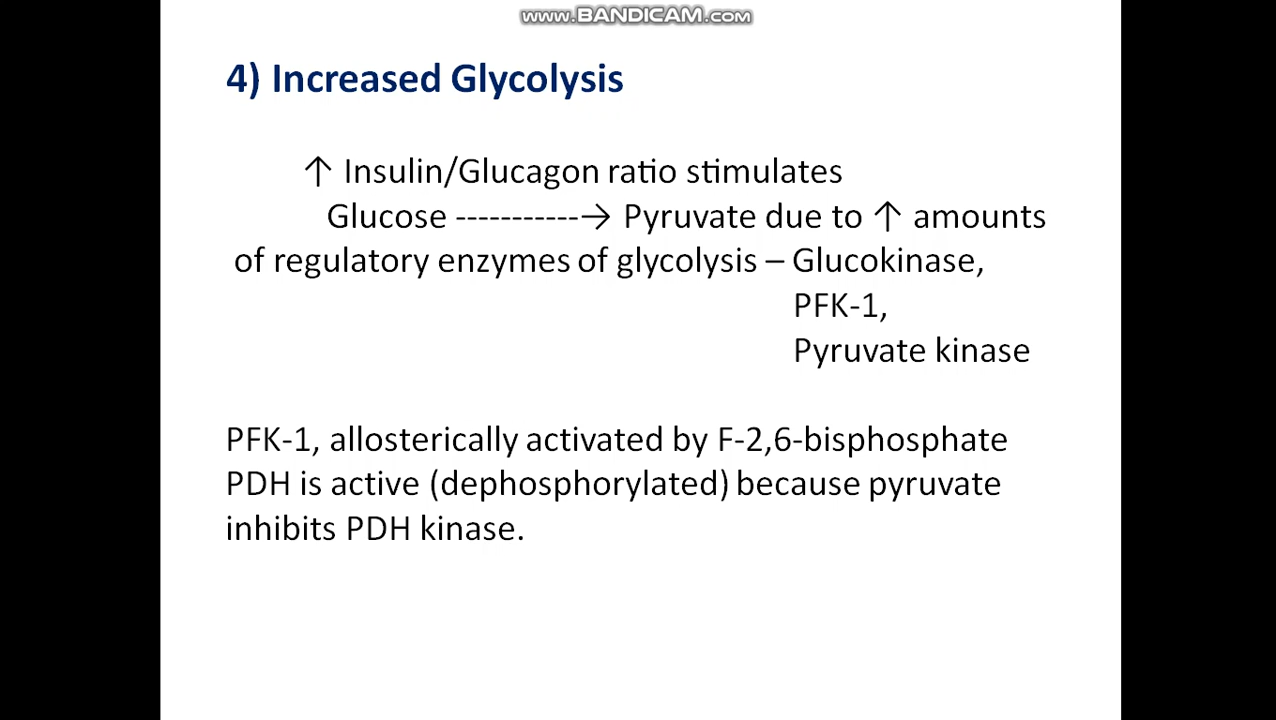 www.BANDICAM.com
4) Increased Glycolysis
↑ Insulin/Glucagon ratio stimulates
Glucose -----------→ Pyruvate due to ↑ amounts
of regulatory enzymes of glycolysis – Glucokinase,
PFK-1,
Pyruvate kinase
PFK-1, allosterically activated by F-2,6-bisphosphate
PDH is active (dephosphorylated) because pyruvate
inhibits PDH kinase.